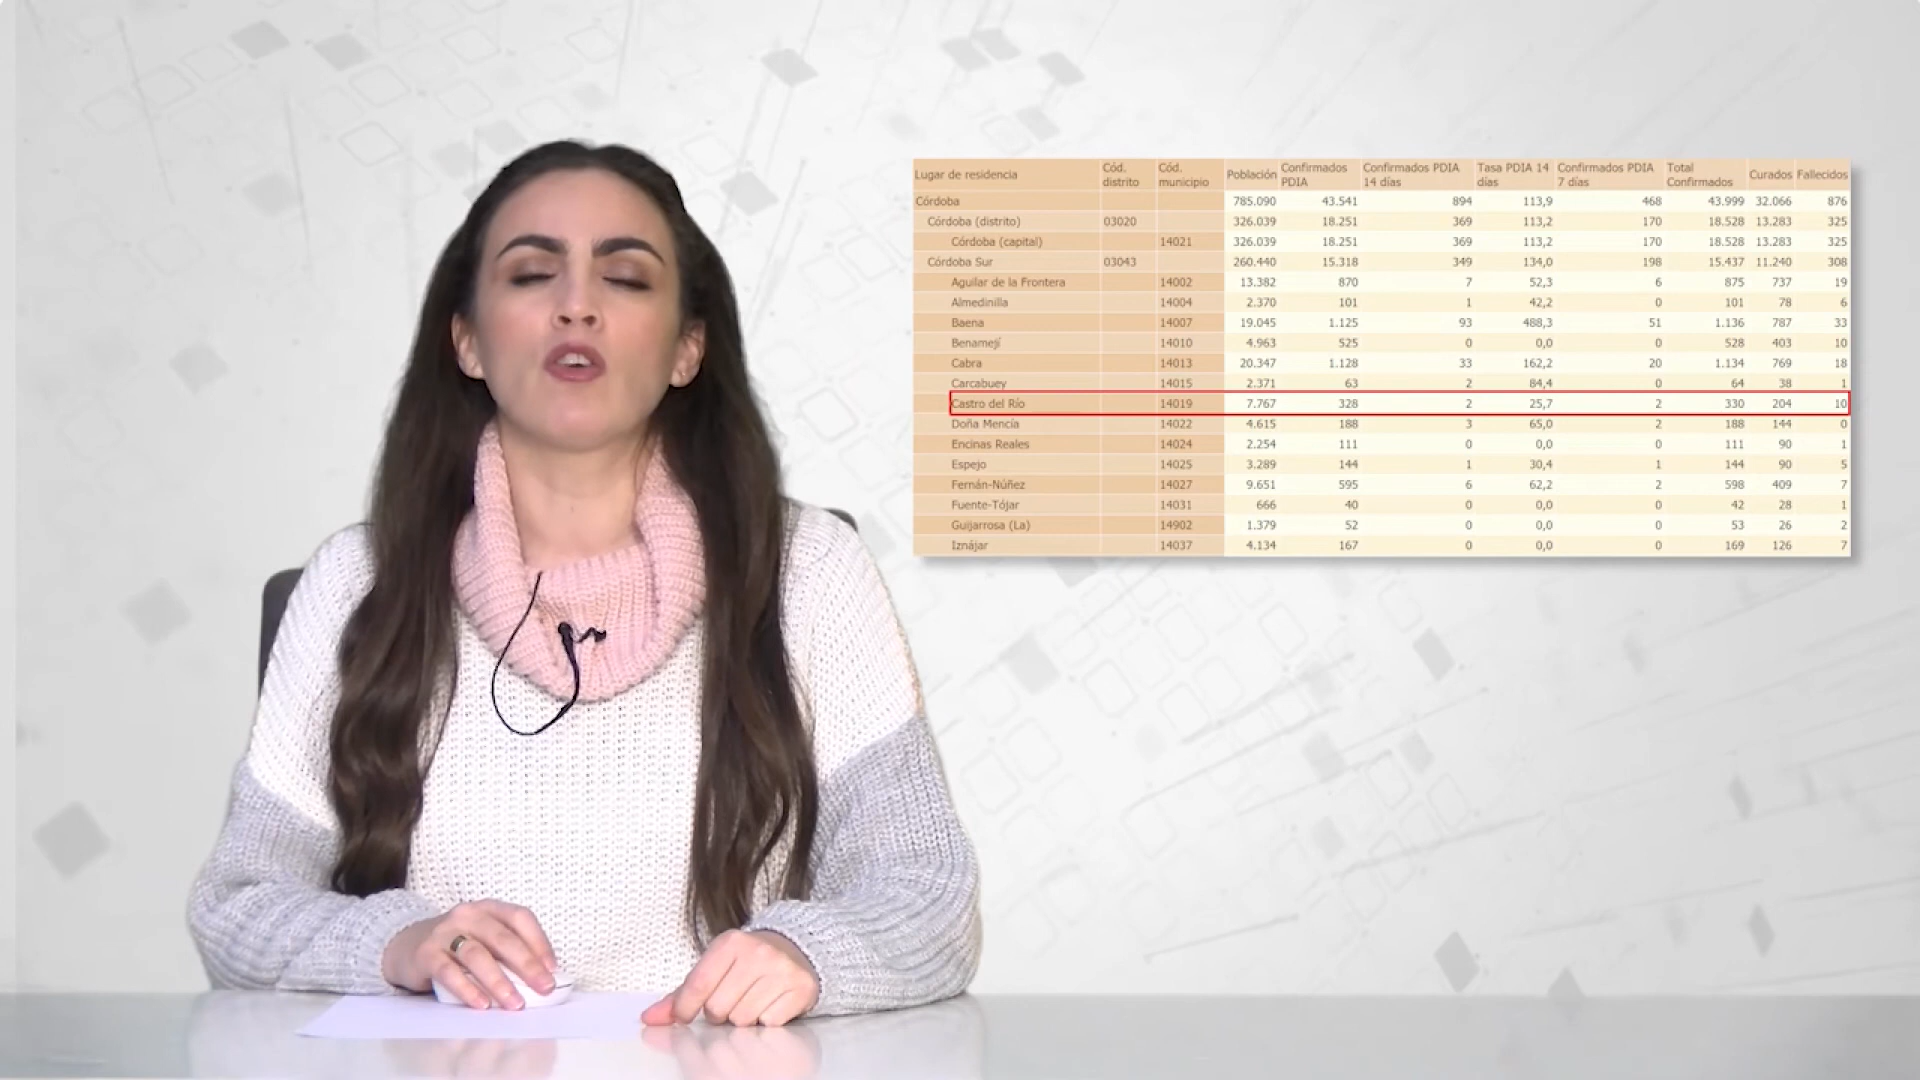 Lugar de residencia Cód. distrito Cód. municipio Población Confirmados PDIA Confirmados PDIA 14 días Tasa PDIA 14 días Confirmados PDIA 7 días Total Confirmados Curados Fallecidos
Córdoba 785.090 43.541 894 113,9 468 43.999 32.066 876
Córdoba (distrito) 03020 326.039 18.251 369 113,2 170 18.528 13.283 325
Córdoba (capital) 14021 326.039 18.251 369 113,2 170 18.528 13.283 325
Córdoba Sur 03043 260.440 15.318 349 134,0 198 15.437 11.240 308
Aguilar de la Frontera 14002 13.382 870 7 52,3 6 875 737 19
Almedinilla 14004 2.370 101 1 42,2 0 101 78 6
Baena 14007 19.045 1.125 93 488,3 51 1.136 787 33
Benamejí 14010 4.963 525 0 0,0 0 528 403 10
Cabra 14013 20.347 1.128 33 162,2 20 1.134 769 18
Carcabuey 14015 2.371 63 2 84,4 0 64 38 1
Castro del Río 14019 7.767 328 2 25,7 2 330 204 10
Doña Mencía 14022 4.615 188 3 65,0 2 188 144 0
Encinas Reales 14024 2.254 111 0 0,0 0 111 90 1
Espejo 14025 3.289 144 1 30,4 1 144 90 5
Fernán-Núñez 14027 9.651 595 6 62,2 2 598 409 7
Fuente-Tójar 14031 666 40 0 0,0 0 42 28 1
Guijarrosa (La) 14902 1.379 52 0 0,0 0 53 26 2
Iznájar 14037 4.134 167 0 0,0 0 169 126 7